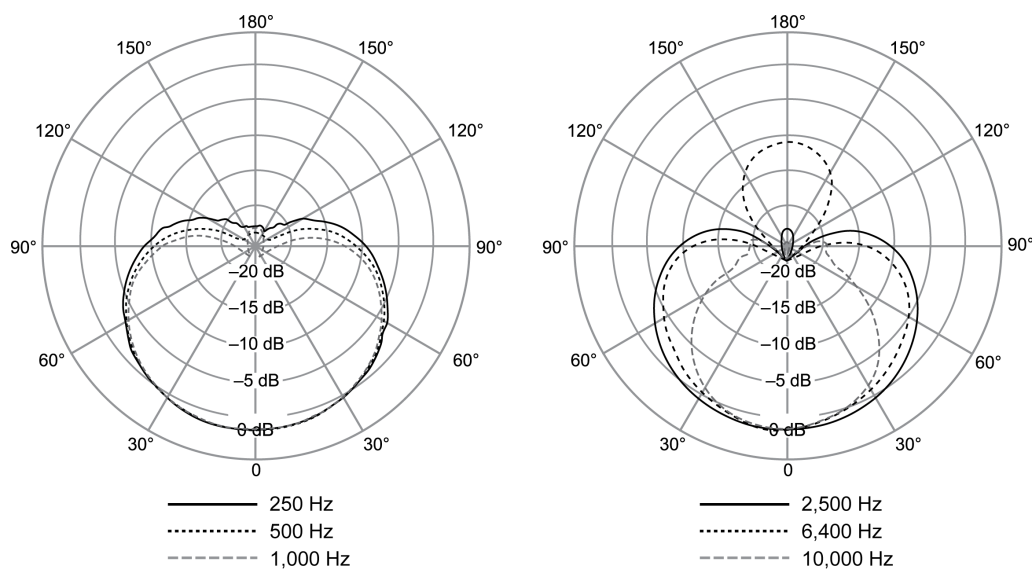 180°
150°
150°
120°
120°
90°
90°
–20 dB
–15 dB
–10 dB
–5 dB
0 dB
60°
60°
30°
30°
0
250 Hz
500 Hz
1,000 Hz
180°
150°
150°
120°
120°
90°
90°
–20 dB
–15 dB
–10 dB
–5 dB
0 dB
60°
60°
30°
30°
0
2,500 Hz
6,400 Hz
10,000 Hz